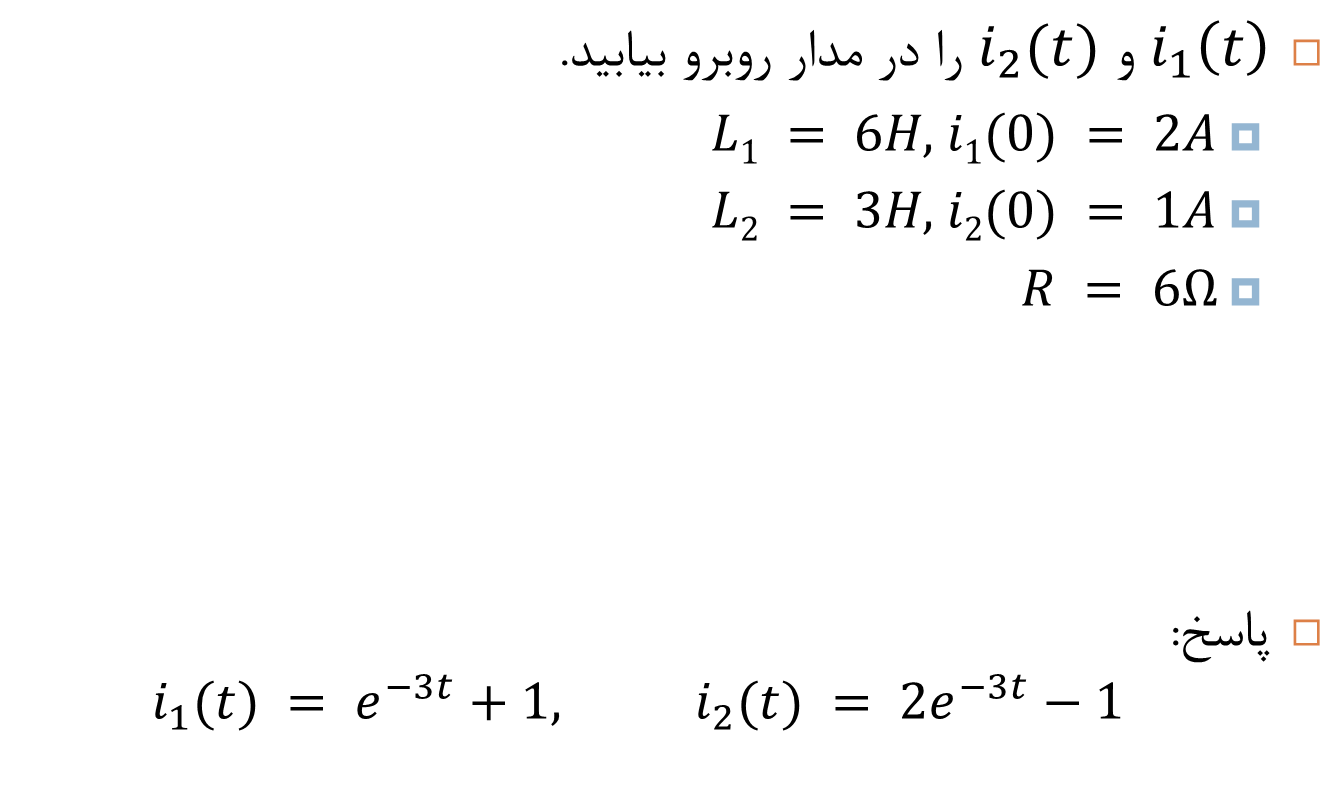 i₁(t) و i₂(t) را در مدار روبرو بیابید.
L₁ = 6H, i₁(0) = 2A
L₂ = 3H, i₂(0) = 1A
R = 6Ω
پاسخ:
i₁(t) = e⁻³ᵗ + 1, i₂(t) = 2e⁻³ᵗ − 1